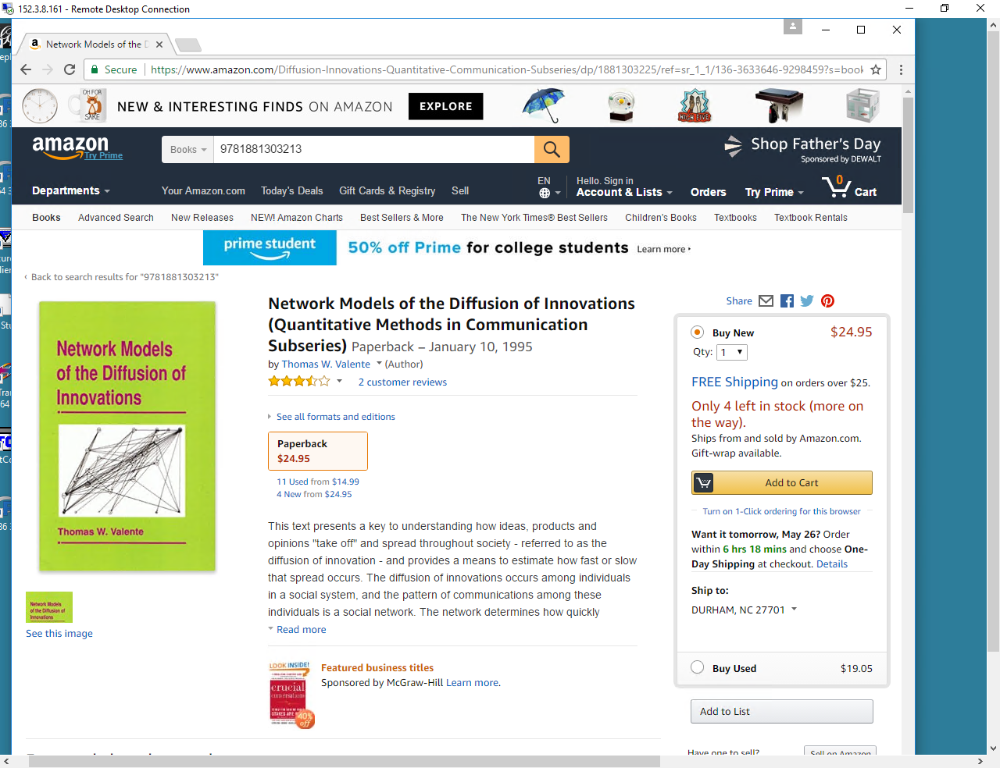 152.3.8.161 - Remote Desktop Connection
Network Models of the D
Secure
https://www.amazon.com/Diffusion-Innovations-Quantitative-Communication-Subseries/dp/1881303225/ref=sr_1_1/136-3633646-9298459?s=book
OH FOR
SAKE
NEW & INTERESTING FINDS ON AMAZON
EXPLORE
HIGH FIVE
amazon
Try Prime
Books
9781881303213
Shop Father's Day
Sponsored by DEWALT
Departments
Your Amazon.com
Today's Deals
Gift Cards & Registry
Sell
EN
Hello. Sign in
Account & Lists
Orders
Try Prime
0
Cart
Books
Advanced Search
New Releases
NEW! Amazon Charts
Best Sellers & More
The New York Times® Best Sellers
Children's Books
Textbooks
Textbook Rentals
prime student
50% off Prime for college students
Learn more ›
‹ Back to search results for "9781881303213"
Network Models
of the Diffusion of
Innovations
Thomas W. Valente
Network Models
of the Diffusion of
Innovations
See this image
Network Models of the Diffusion of Innovations
(Quantitative Methods in Communication
Subseries) Paperback – January 10, 1995
by Thomas W. Valente (Author)
2 customer reviews
See all formats and editions
Paperback
$24.95
11 Used from $14.99
4 New from $24.95
This text presents a key to understanding how ideas, products and
opinions "take off" and spread throughout society - referred to as the
diffusion of innovation - and provides a means to estimate how fast or slow
that spread occurs. The diffusion of innovations occurs among individuals
in a social system, and the pattern of communications among these
individuals is a social network. The network determines how quickly
Read more
LOOK INSIDE!
crucial
conversations
40%
off
Featured business titles
Sponsored by McGraw-Hill Learn more.
Share
Buy New
$24.95
Qty: 1
FREE Shipping on orders over $25.
Only 4 left in stock (more on
the way).
Ships from and sold by Amazon.com.
Gift-wrap available.
Add to Cart
Turn on 1-Click ordering for this browser
Want it tomorrow, May 26? Order
within 6 hrs 18 mins and choose One-
Day Shipping at checkout. Details
Ship to:
DURHAM, NC 27701
Buy Used
$19.05
Add to List
Have one to sell?
Sell on Amazon